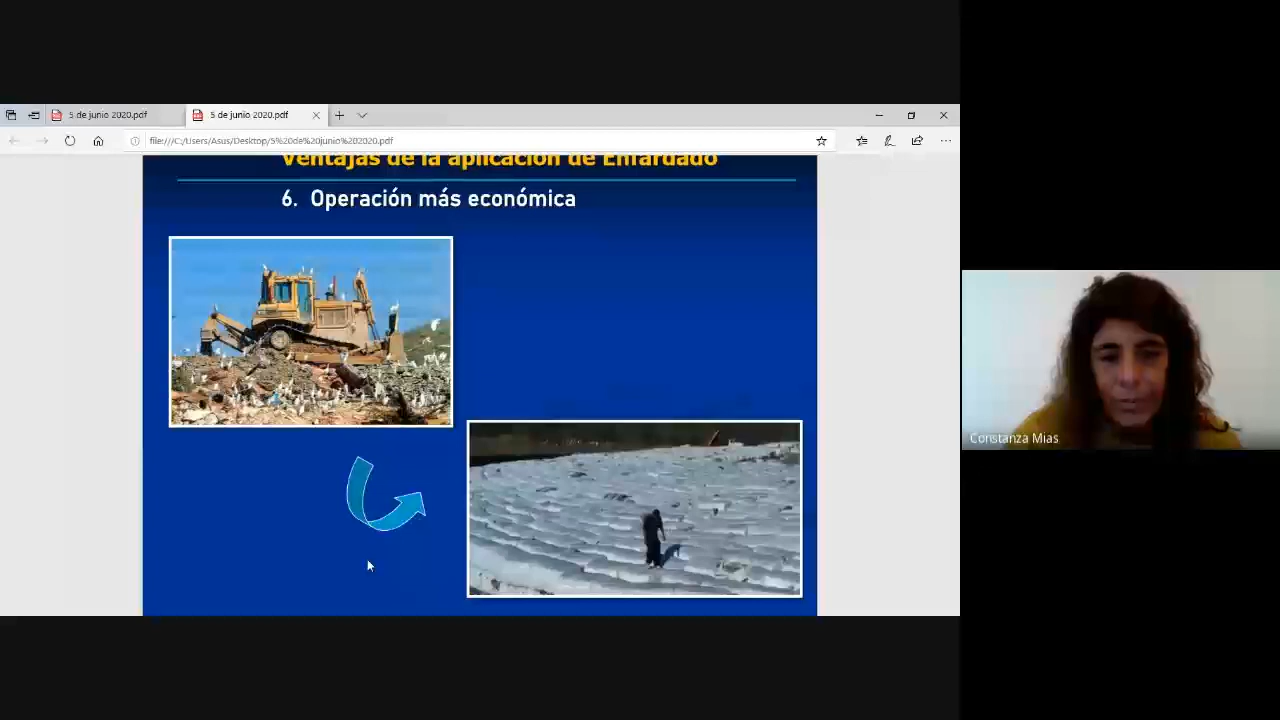 5 de junio 2020.pdf
5 de junio 2020.pdf
file:///C:/Users/Asus/Desktop/5%20de%20junio%202020.pdf
Ventajas de la aplicación de Enfardado
6. Operación más económica
Constanza Mias